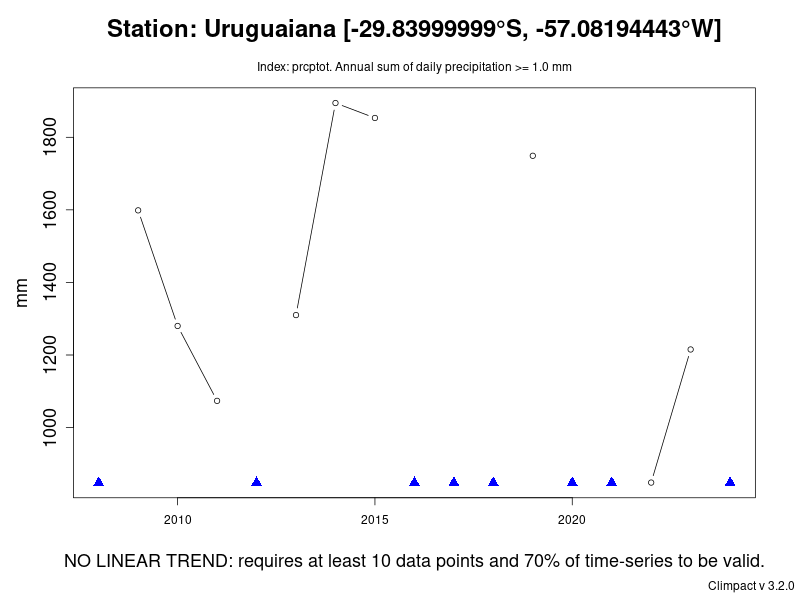 Station: Uruguaiana [-29.83999999°S, -57.08194443°W]
Index: prcptot. Annual sum of daily precipitation >= 1.0 mm
mm
1800
1600
1400
1200
1000
2010 2015 2020
NO LINEAR TREND: requires at least 10 data points and 70% of time-series to be valid.
Climpact v 3.2.0